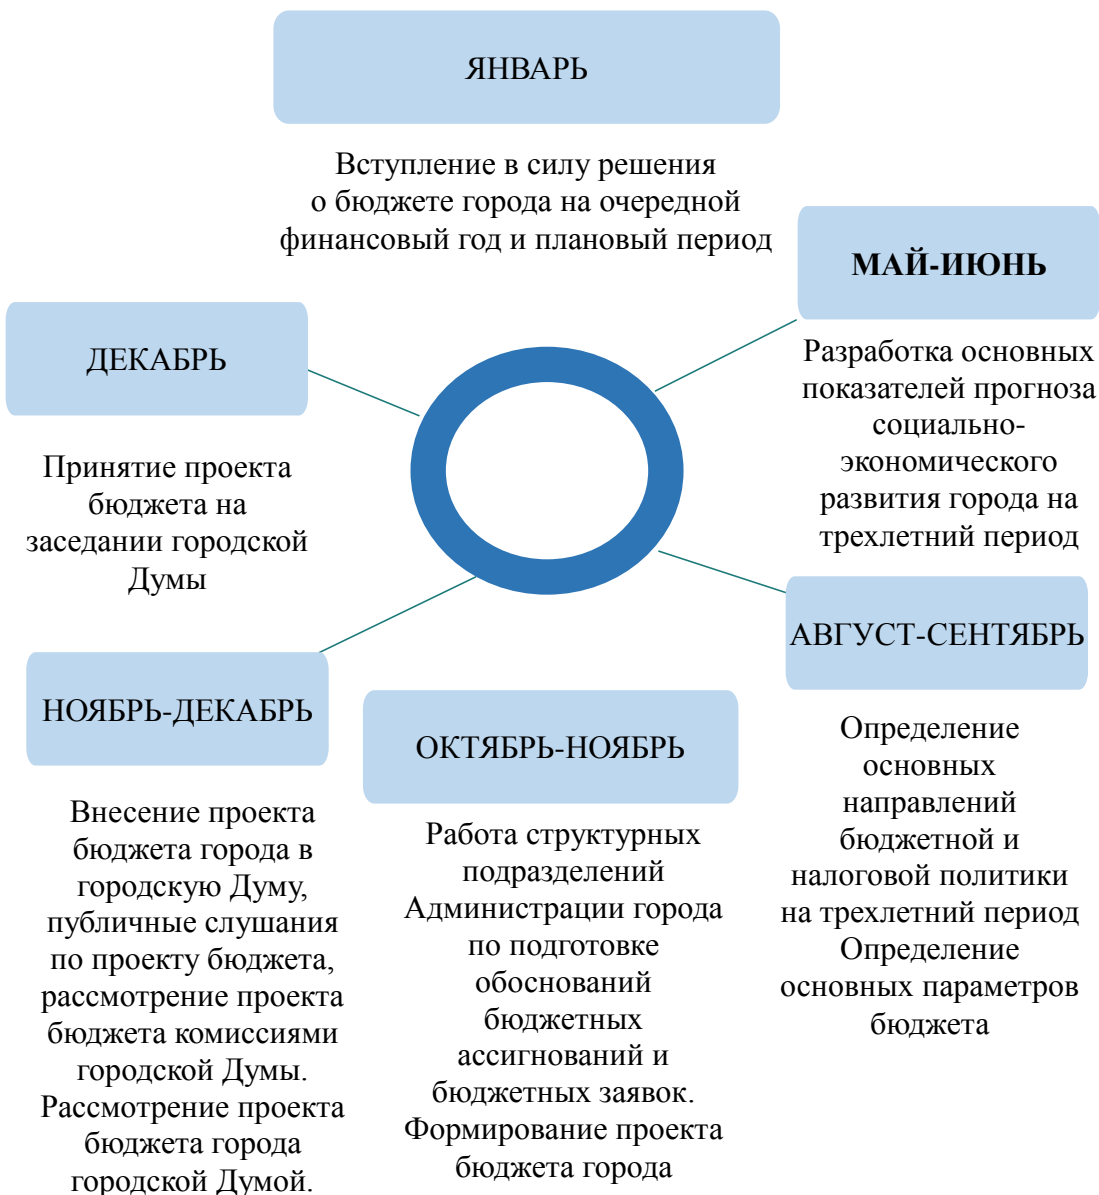 ЯНВАРЬ
Вступление в силу решения
о бюджете города на очередной
финансовый год и плановый период
МАЙ-ИЮНЬ
Разработка основных
показателей прогноза
социально-
экономического
развития города на
трехлетний период
АВГУСТ-СЕНТЯБРЬ
Определение
основных
направлений
бюджетной и
налоговой политики
на трехлетний период
Определение
основных параметров
бюджета
ОКТЯБРЬ-НОЯБРЬ
Работа структурных
подразделений
Администрации города
по подготовке
обоснований
бюджетных
ассигнований и
бюджетных заявок.
Формирование проекта
бюджета города
НОЯБРЬ-ДЕКАБРЬ
Внесение проекта
бюджета города в
городскую Думу,
публичные слушания
по проекту бюджета,
рассмотрение проекта
бюджета комиссиями
городской Думы.
Рассмотрение проекта
бюджета города
городской Думой.
ДЕКАБРЬ
Принятие проекта
бюджета на
заседании городской
Думы